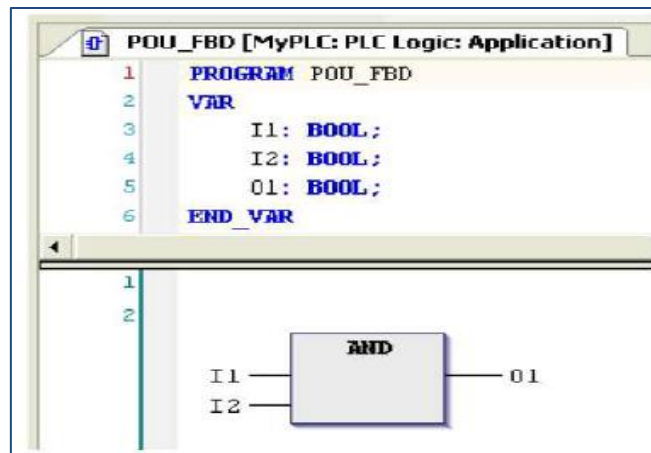 POU_FBD [MyPLC: PLC Logic: Application]
1 PROGRAM POU_FBD
2 VAR
3 I1: BOOL;
4 I2: BOOL;
5 O1: BOOL;
6 END_VAR
1
2
AND
I1 O1
I2